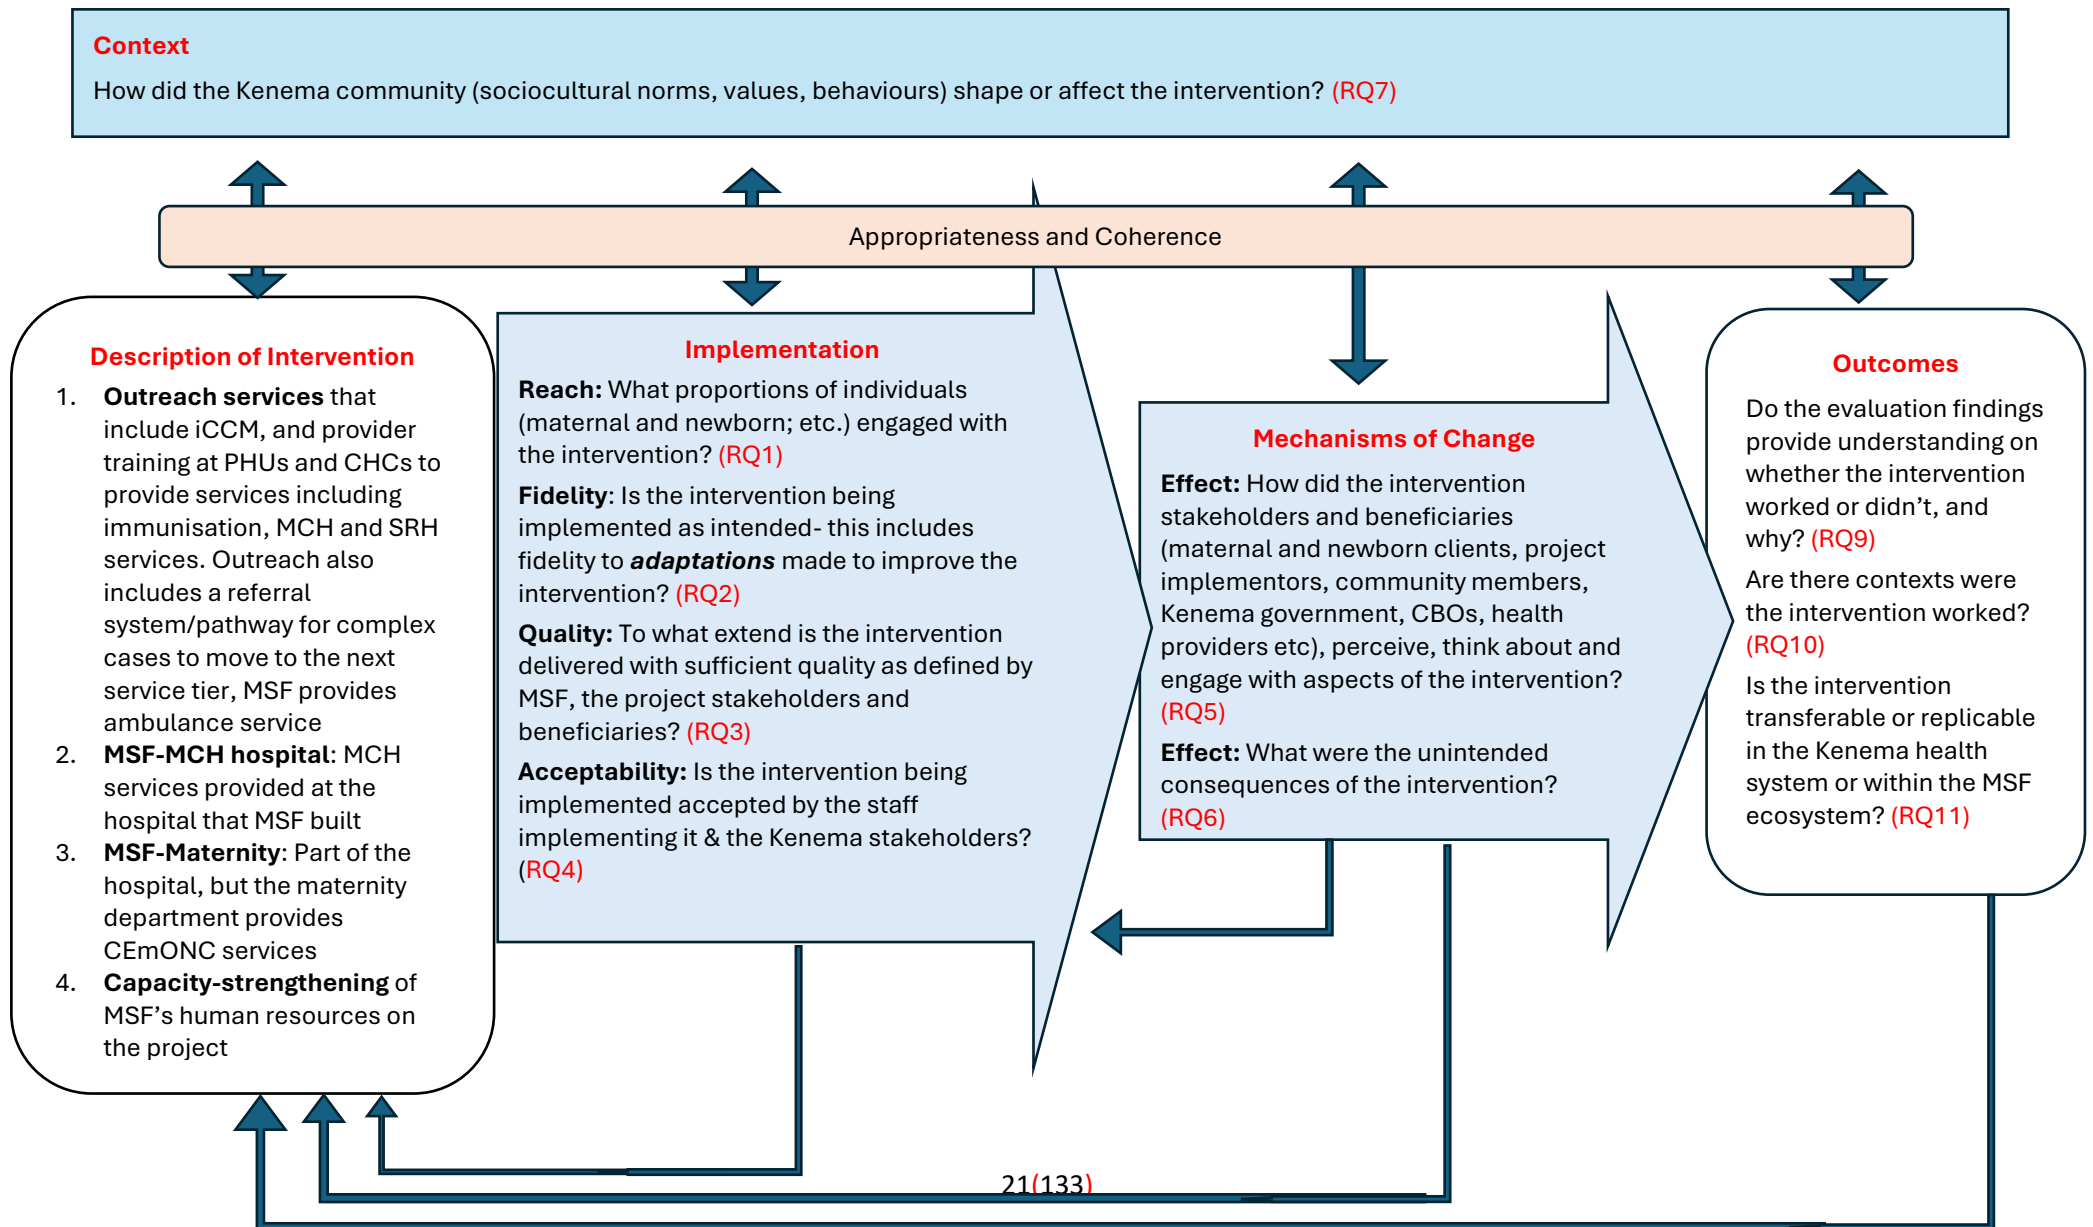 Context
How did the Kenema community (sociocultural norms, values, behaviours) shape or affect the intervention? (RQ7)
Appropriateness and Coherence
Description of Intervention
1. Outreach services that
include iCCM, and provider
training at PHUs and CHCs to
provide services including
immunisation, MCH and SRH
services. Outreach also
includes a referral
system/pathway for complex
cases to move to the next
service tier, MSF provides
ambulance service
2. MSF-MCH hospital: MCH
services provided at the
hospital that MSF built
3. MSF-Maternity: Part of the
hospital, but the maternity
department provides
CEmONC services
4. Capacity-strengthening of
MSF's human resources on
the project
Implementation
Reach: What proportions of individuals
(maternal and newborn; etc.) engaged with
the intervention? (RQ1)
Fidelity: Is the intervention being
implemented as intended- this includes
fidelity to adaptations made to improve the
intervention? (RQ2)
Quality: To what extend is the intervention
delivered with sufficient quality as defined by
MSF, the project stakeholders and
beneficiaries? (RQ3)
Acceptability: Is the intervention being
implemented accepted by the staff
implementing it & the Kenema stakeholders?
(RQ4)
Mechanisms of Change
Effect: How did the intervention
stakeholders and beneficiaries
(maternal and newborn clients, project
implementors, community members,
Kenema government, CBOs, health
providers etc), perceive, think about and
engage with aspects of the intervention?
(RQ5)
Effect: What were the unintended
consequences of the intervention?
(RQ6)
Outcomes
Do the evaluation findings
provide understanding on
whether the intervention
worked or didn't, and
why? (RQ9)
Are there contexts were
the intervention worked?
(RQ10)
Is the intervention
transferable or replicable
in the Kenema health
system or within the MSF
ecosystem? (RQ11)
21(133)